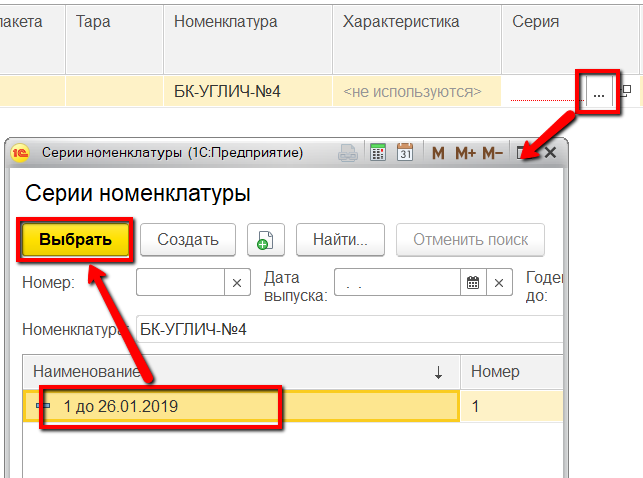 пакета Тара Номенклатура Характеристика Серия
БК-УГЛИЧ-№4 <не используются> ...
1С Серии номенклатуры (1С:Предприятие) 31 M M+ M−
Серии номенклатуры
Выбрать Создать Найти... Отменить поиск
Номер: × Дата выпуска: . . × Годен до:
Номенклатура: БК-УГЛИЧ-№4
Наименование ↓ Номер
1 до 26.01.2019 1